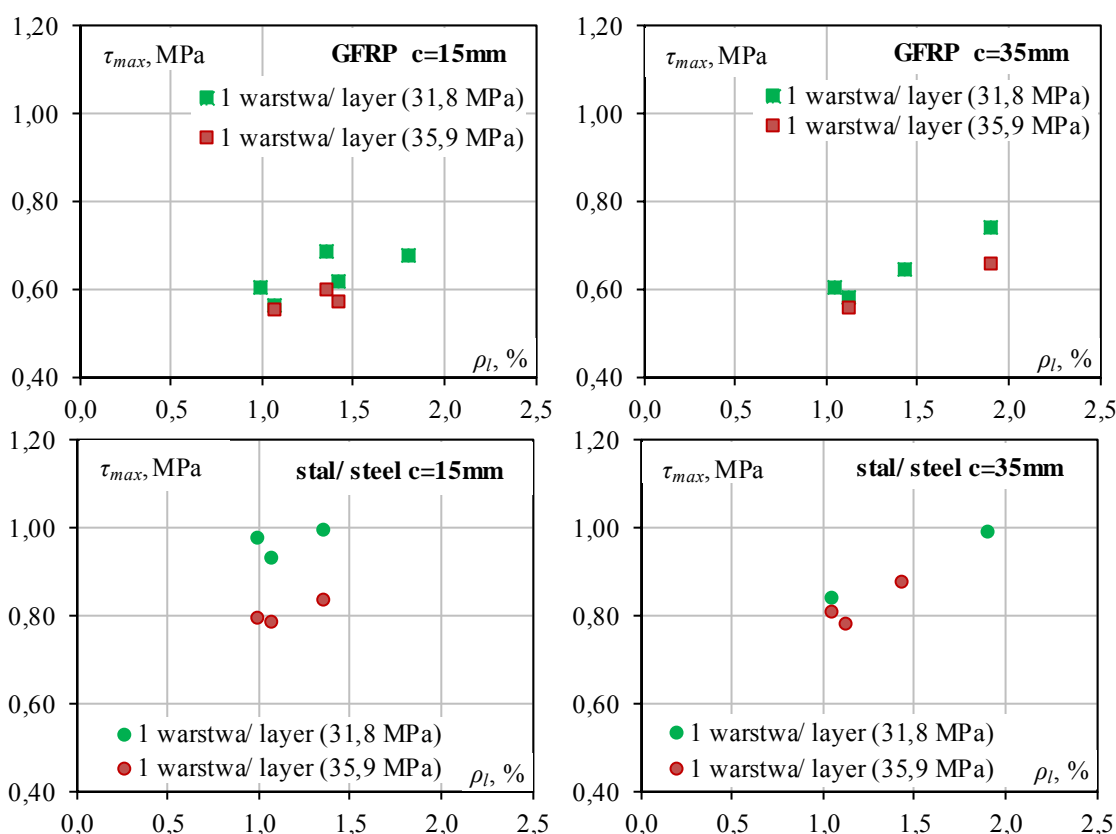 1,20
τmax, MPa
GFRP c=15mm
1 warstwa/ layer (31,8 MPa)
1 warstwa/ layer (35,9 MPa)
1,00
0,80
0,60
0,40
ρl, %
0,0 0,5 1,0 1,5 2,0 2,5
1,20
τmax, MPa
GFRP c=35mm
1 warstwa/ layer (31,8 MPa)
1 warstwa/ layer (35,9 MPa)
1,00
0,80
0,60
0,40
ρl, %
0,0 0,5 1,0 1,5 2,0 2,5
1,20
τmax, MPa
stal/ steel c=15mm
1,00
0,80
0,60
1 warstwa/ layer (31,8 MPa)
1 warstwa/ layer (35,9 MPa)
ρl, %
0,40
0,0 0,5 1,0 1,5 2,0 2,5
1,20
τmax, MPa
stal/ steel c=35mm
1,00
0,80
0,60
1 warstwa/ layer (31,8 MPa)
1 warstwa/ layer (35,9 MPa)
ρl, %
0,40
0,0 0,5 1,0 1,5 2,0 2,5